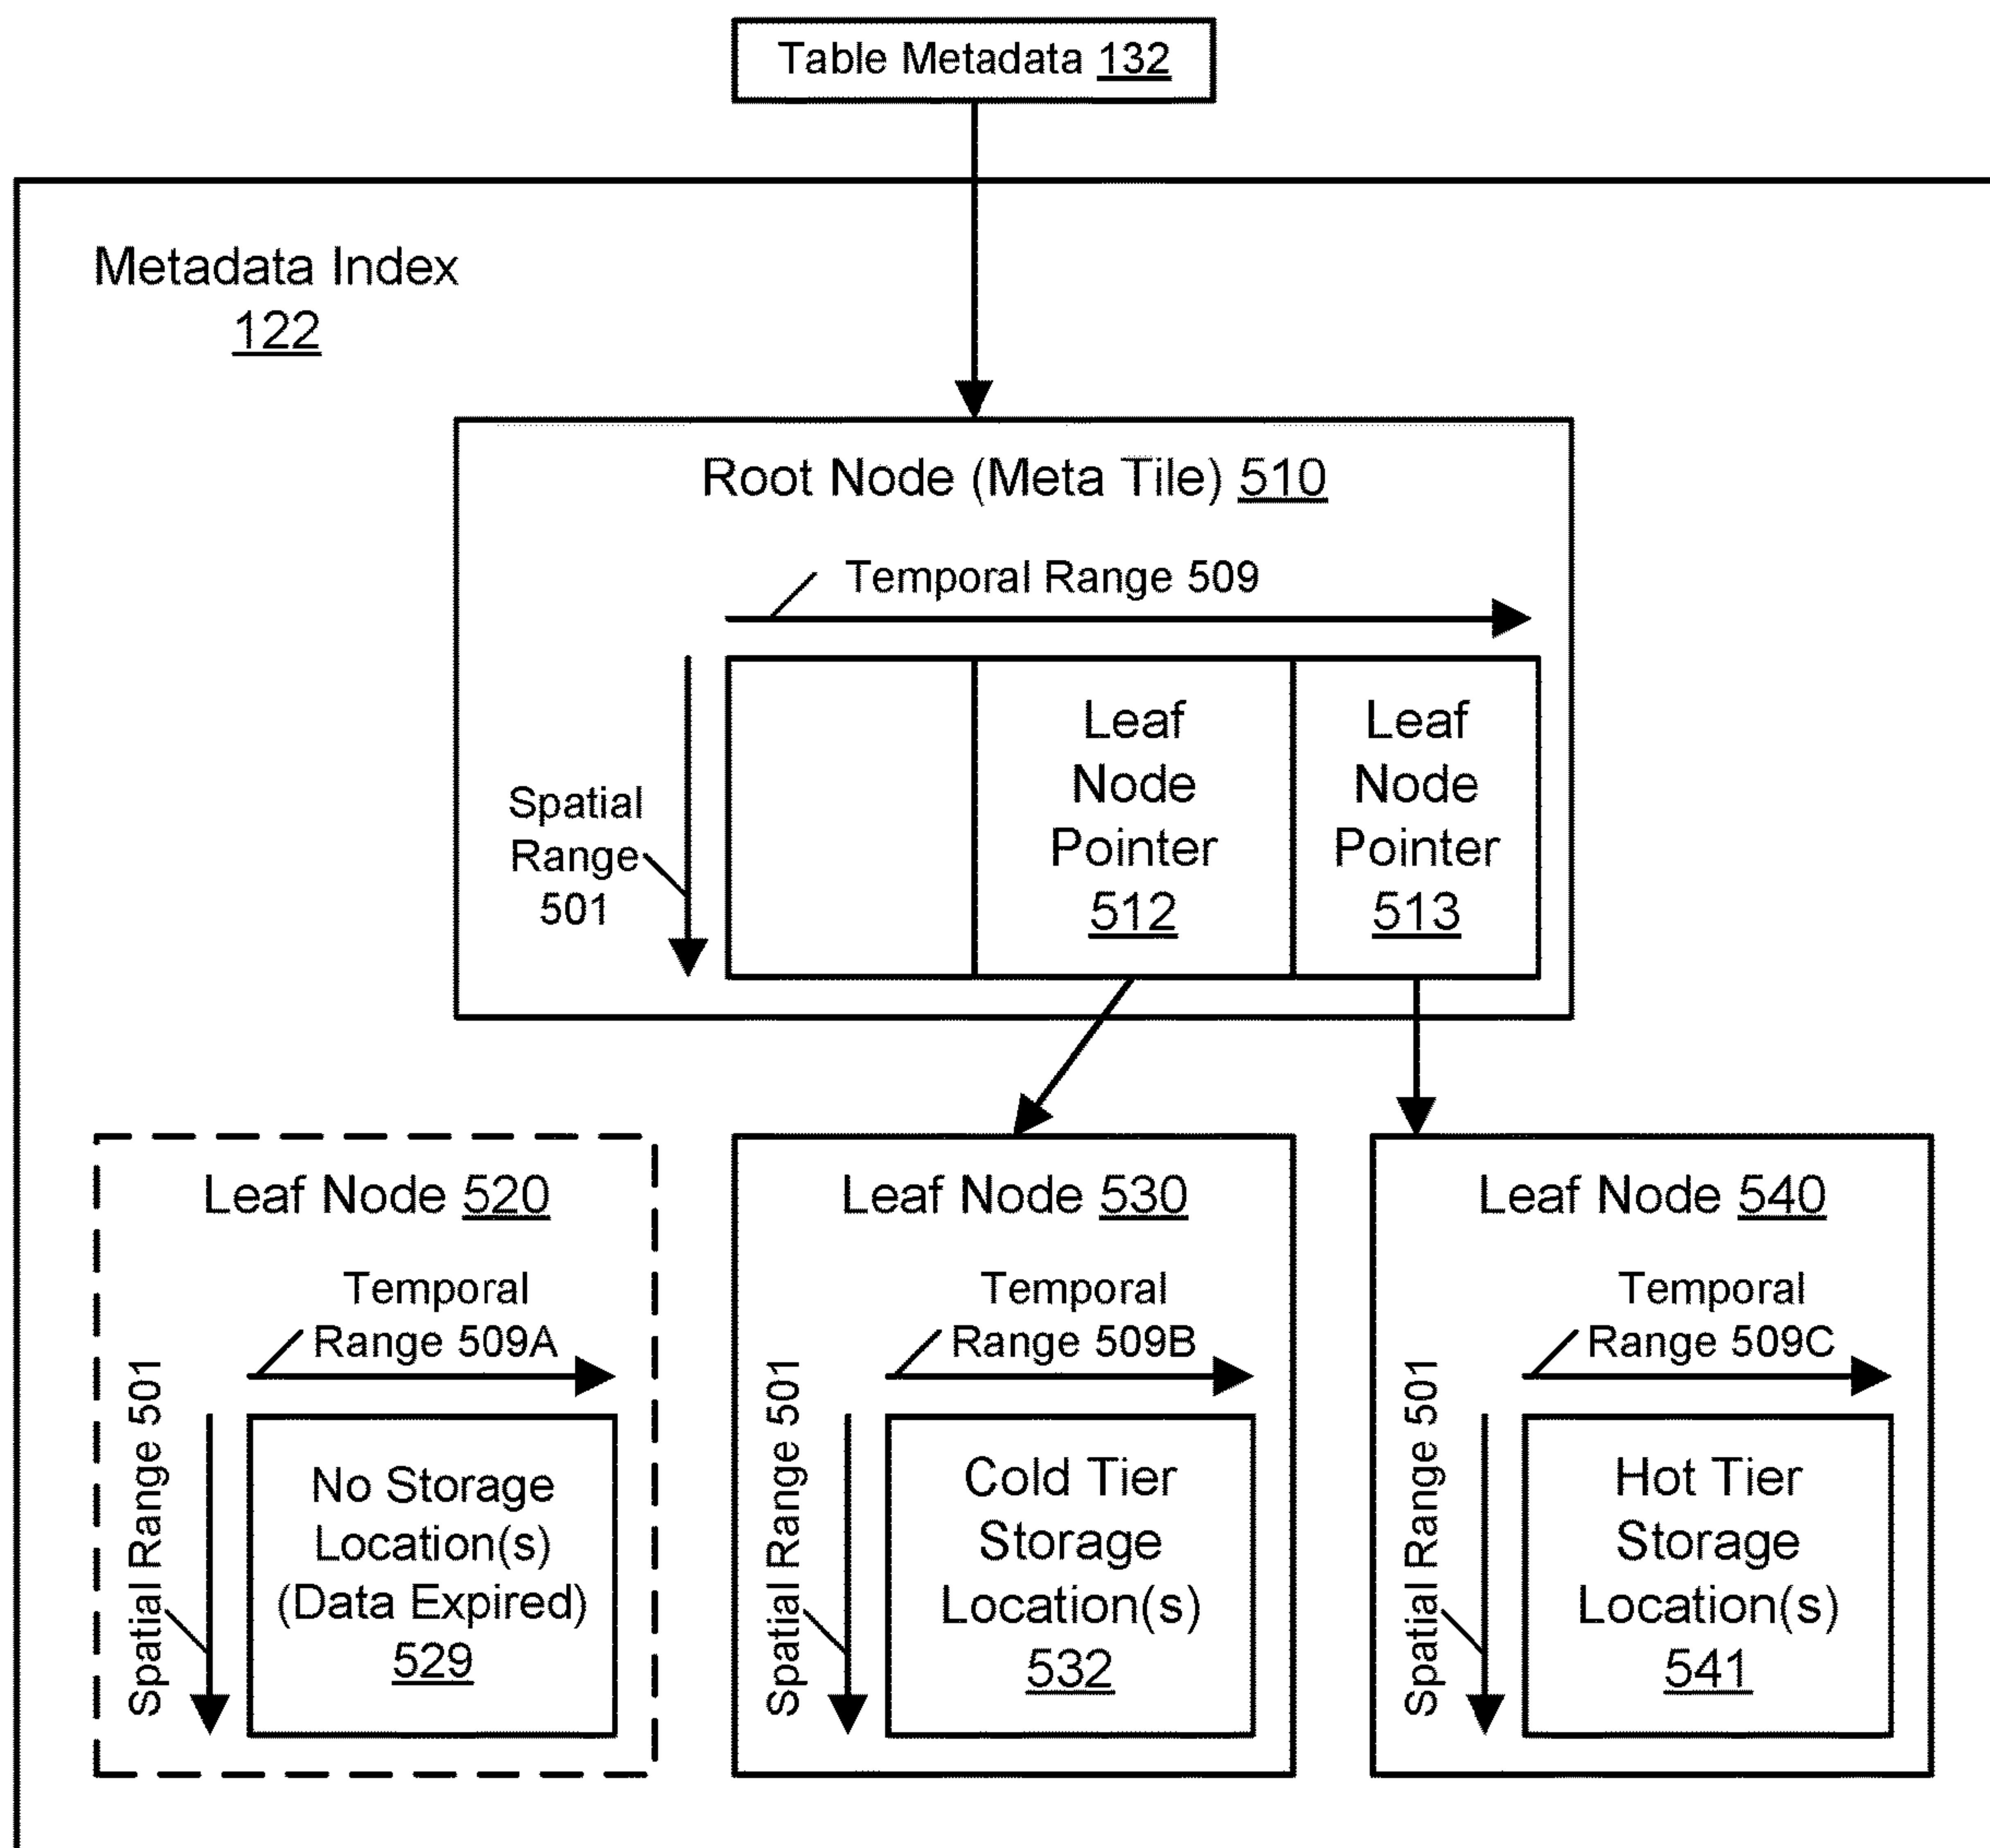 Table Metadata 132
Metadata Index
122
Root Node (Meta Tile) 510
Temporal Range 509
Spatial
Range
501
Leaf
Node
Pointer
512
Leaf
Node
Pointer
513
Leaf Node 520
Temporal
Range 509A
Spatial Range 501
No Storage
Location(s)
(Data Expired)
529
Leaf Node 530
Temporal
Range 509B
Spatial Range 501
Cold Tier
Storage
Location(s)
532
Leaf Node 540
Temporal
Range 509C
Spatial Range 501
Hot Tier
Storage
Location(s)
541